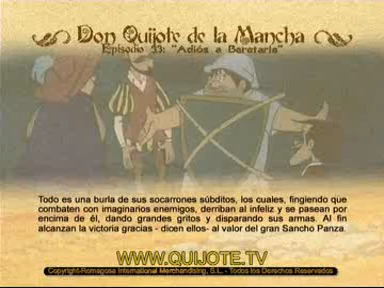 Don Quijote de la Mancha
Episodio 33: "Adiós a Barataria"
Todo es una burla de sus socarrones súbditos, los cuales, fingiendo que
combaten con imaginarios enemigos, derriban al infeliz y se pasean por
encima de él, dando grandes gritos y disparando sus armas. Al fin
alcanzan la victoria gracias - dicen ellos- al valor del gran Sancho Panza.
WWW.QUIJOTE.TV
Copyright-Romagosa International Merchandising, S.L. - Todos los Derechos Reservados